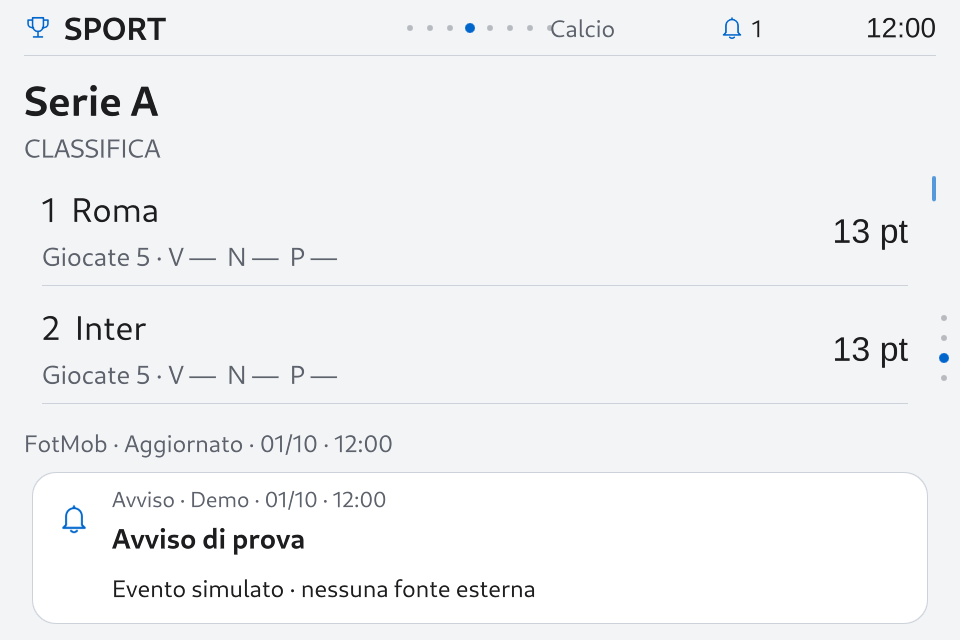 SPORT
Calcio
1
12:00
Serie A
CLASSIFICA
1 Roma
13 pt
Giocate 5 · V — N — P —
2 Inter
13 pt
Giocate 5 · V — N — P —
FotMob · Aggiornato · 01/10 · 12:00
Avviso · Demo · 01/10 · 12:00
Avviso di prova
Evento simulato · nessuna fonte esterna